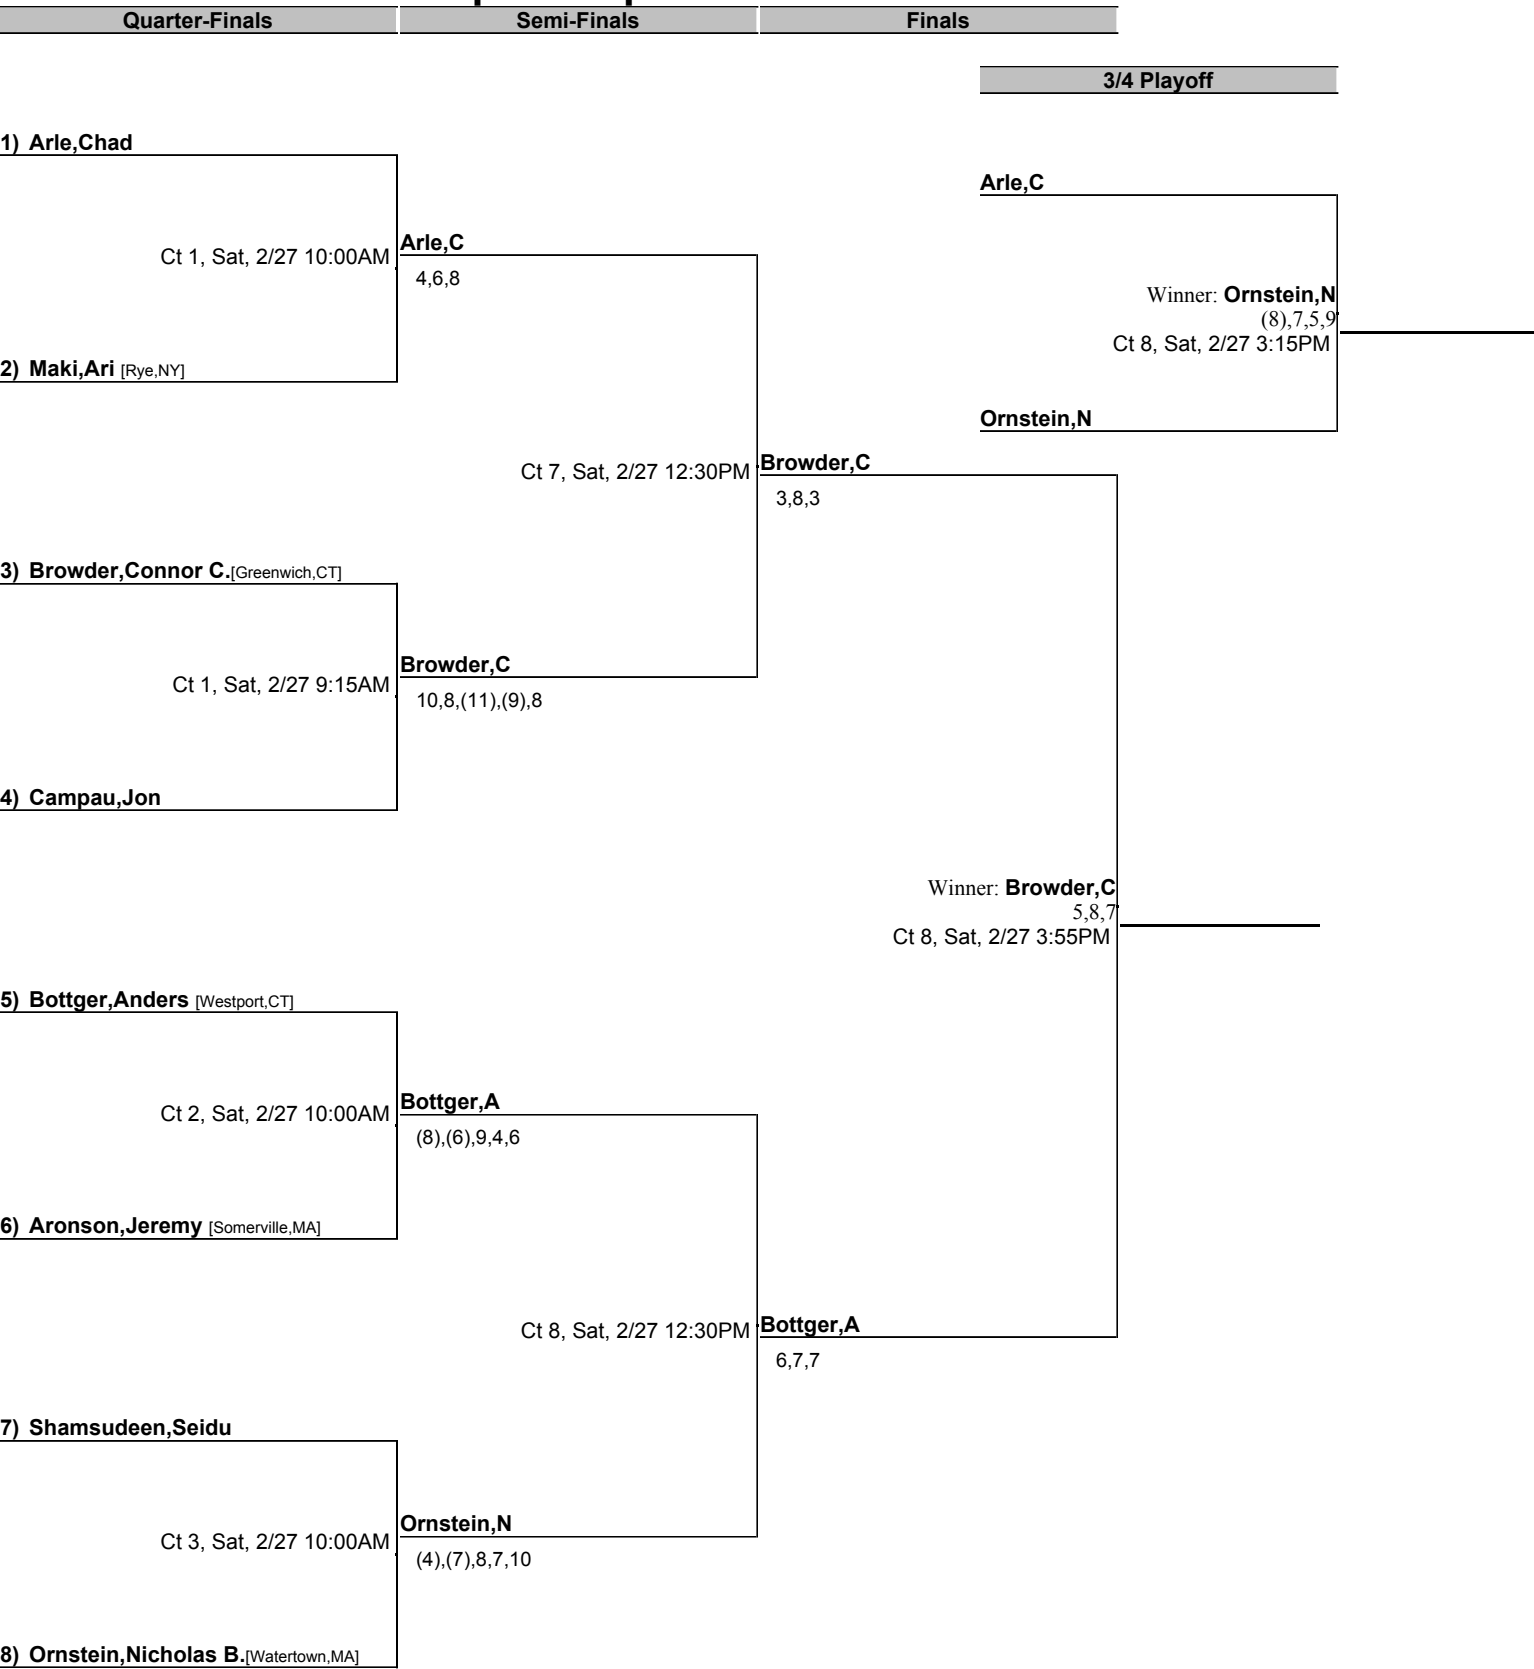 Quarter-Finals Semi-Finals Finals
3/4 Playoff
1) Arle,Chad
Arle,C
Arle,C
Ct 1, Sat, 2/27 10:00AM
4,6,8
Winner: Ornstein,N
(8),7,5,9
Ct 8, Sat, 2/27 3:15PM
2) Maki,Ari [Rye,NY]
Ornstein,N
Browder,C
Ct 7, Sat, 2/27 12:30PM
3,8,3
3) Browder,Connor C.[Greenwich,CT]
Browder,C
Ct 1, Sat, 2/27 9:15AM
10,8,(11),(9),8
4) Campau,Jon
Winner: Browder,C
5,8,7
Ct 8, Sat, 2/27 3:55PM
5) Bottger,Anders [Westport,CT]
Bottger,A
Ct 2, Sat, 2/27 10:00AM
(8),(6),9,4,6
6) Aronson,Jeremy [Somerville,MA]
Bottger,A
Ct 8, Sat, 2/27 12:30PM
6,7,7
7) Shamsudeen,Seidu
Ornstein,N
Ct 3, Sat, 2/27 10:00AM
(4),(7),8,7,10
8) Ornstein,Nicholas B.[Watertown,MA]